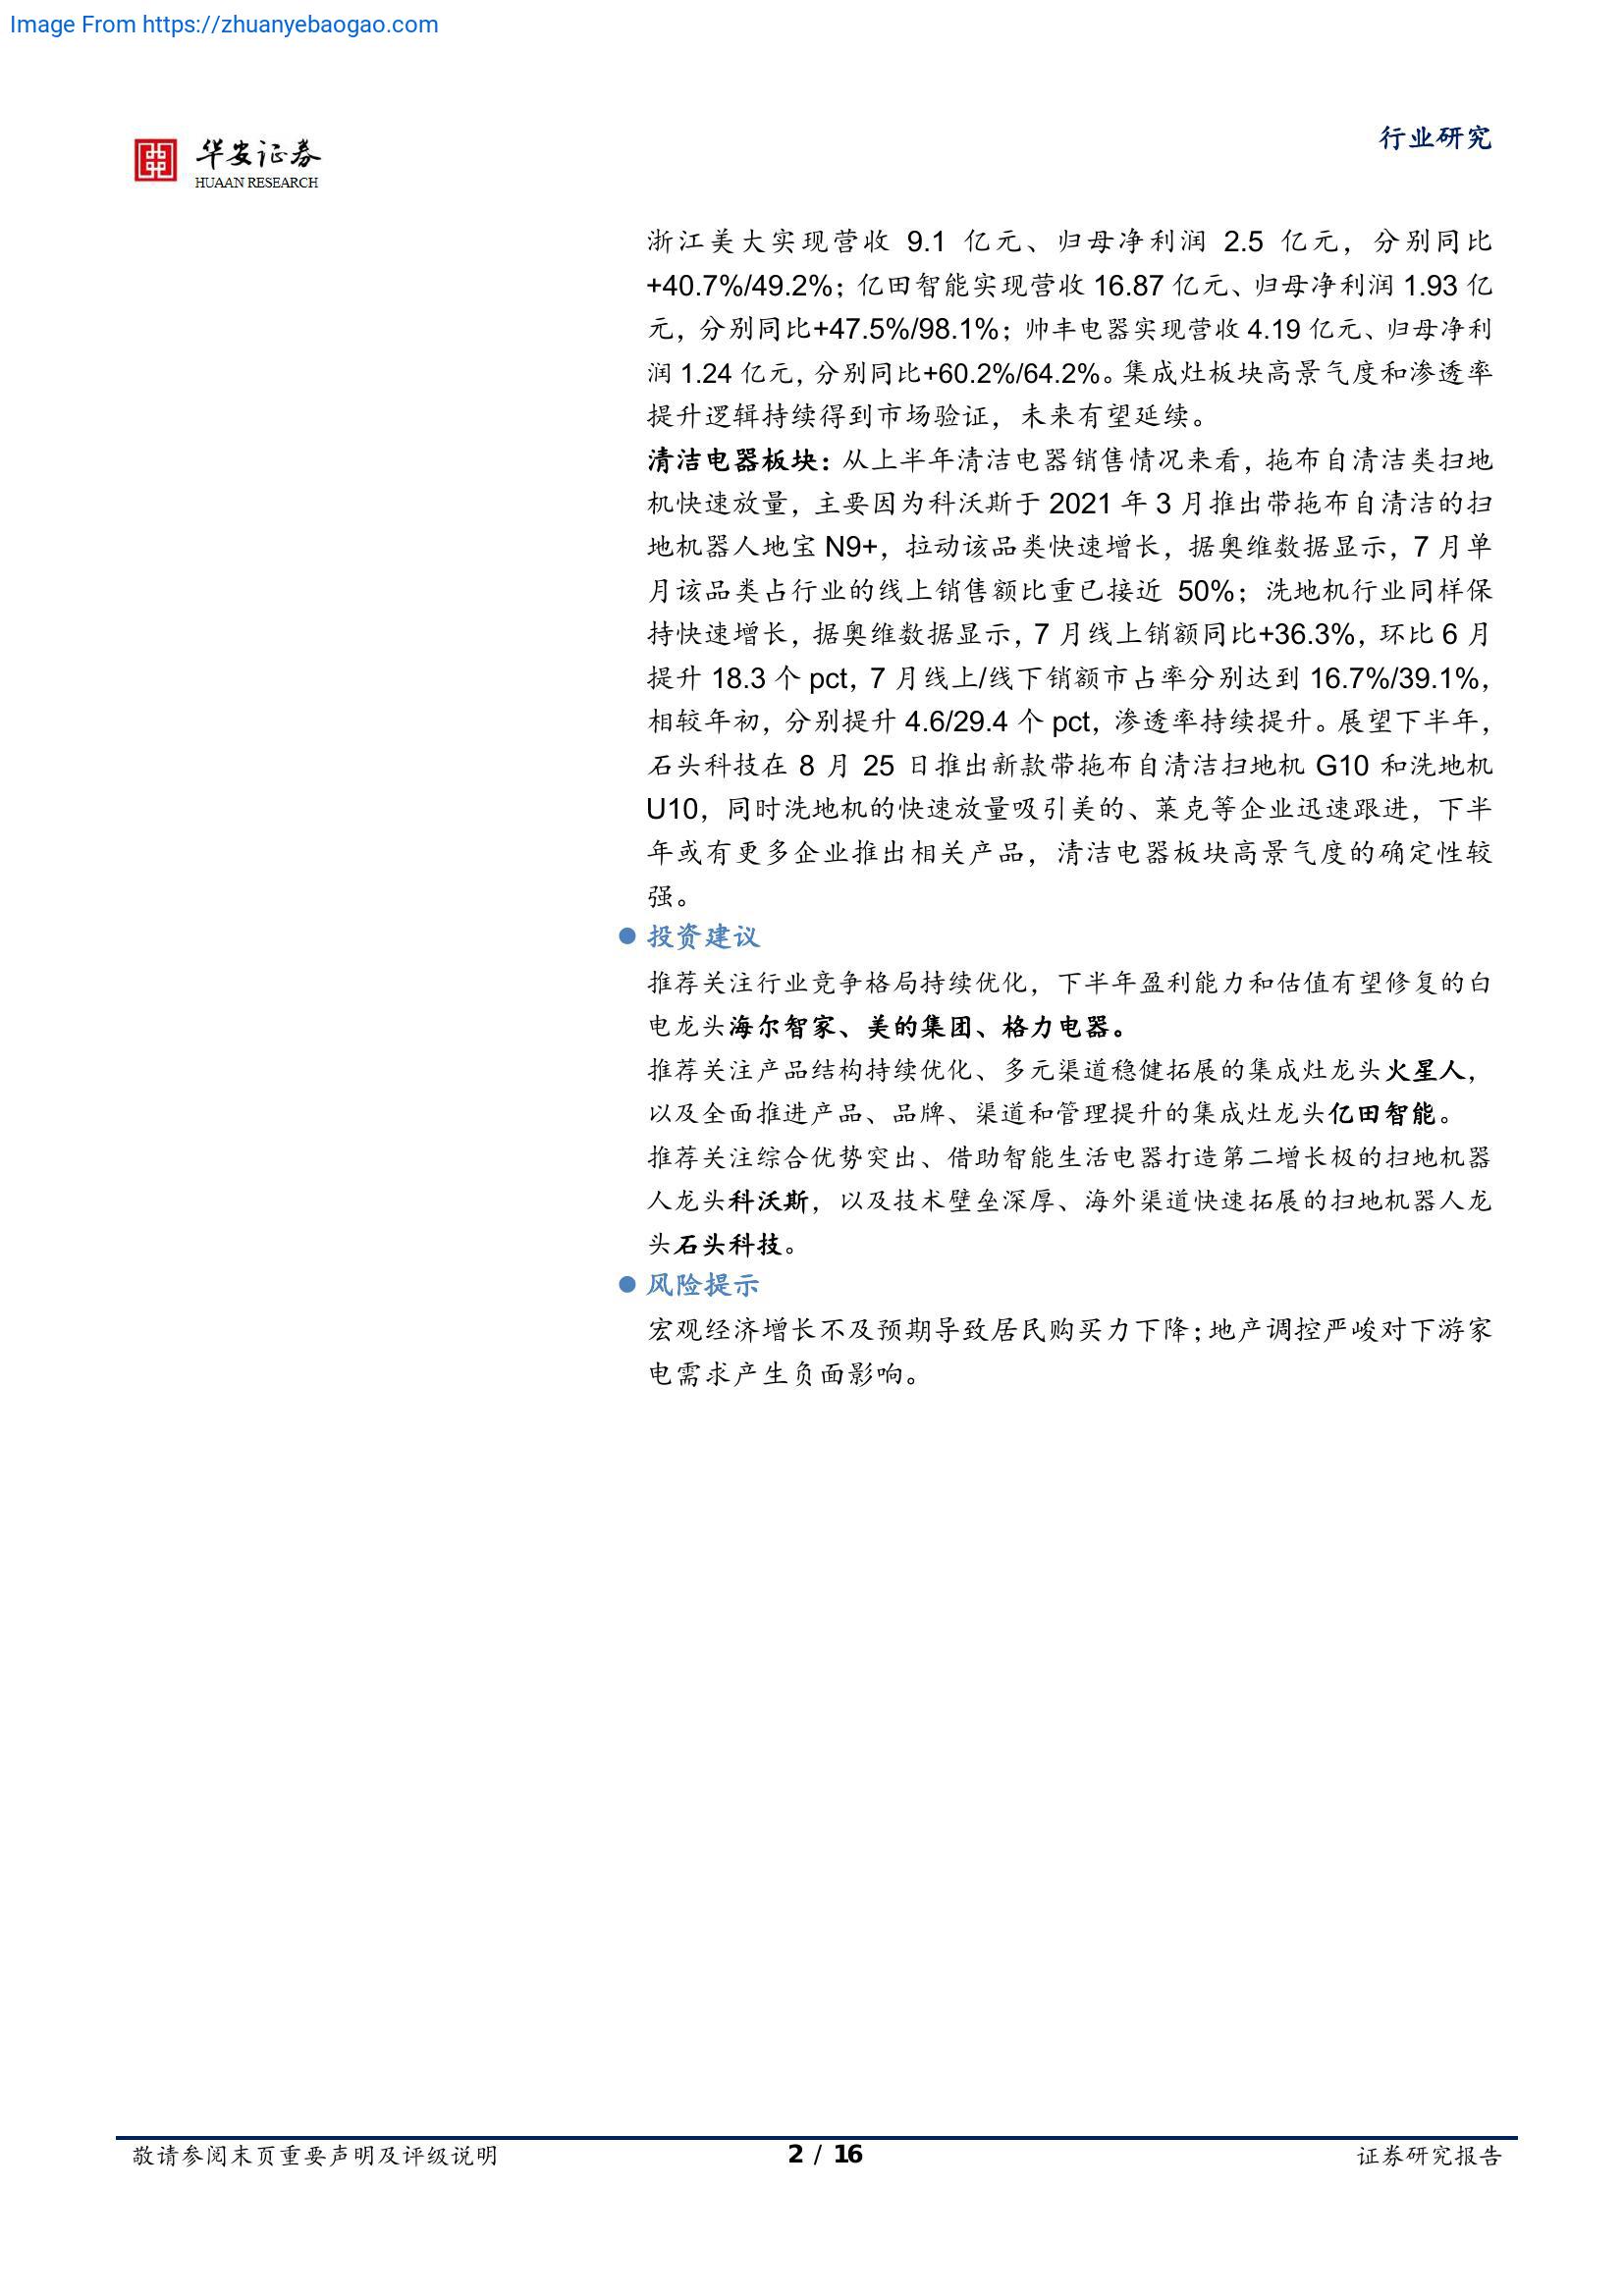 Image From https://zhuanyebaogao.com
华安证券
HUAAN RESEARCH
行业研究
浙江美大实现营收 9.1 亿元、归母净利润 2.5 亿元，分别同比
+40.7%/49.2%；亿田智能实现营收 16.87 亿元、归母净利润 1.93 亿
元，分别同比+47.5%/98.1%；帅丰电器实现营收 4.19 亿元、归母净利
润 1.24 亿元，分别同比+60.2%/64.2%。集成灶板块高景气度和渗透率
提升逻辑持续得到市场验证，未来有望延续。
清洁电器板块：从上半年清洁电器销售情况来看，拖布自清洁类扫地
机快速放量，主要因为科沃斯于 2021 年 3 月推出带拖布自清洁的扫
地机器人地宝 N9+，拉动该品类快速增长，据奥维数据显示，7 月单
月该品类占行业的线上销售额比重已接近 50%；洗地机行业同样保
持快速增长，据奥维数据显示，7 月线上销额同比+36.3%，环比 6 月
提升 18.3 个 pct，7 月线上/线下销额市占率分别达到 16.7%/39.1%，
相较年初，分别提升 4.6/29.4 个 pct，渗透率持续提升。展望下半年，
石头科技在 8 月 25 日推出新款带拖布自清洁扫地机 G10 和洗地机
U10，同时洗地机的快速放量吸引美的、莱克等企业迅速跟进，下半
年或有更多企业推出相关产品，清洁电器板块高景气度的确定性较
强。
● 投资建议
推荐关注行业竞争格局持续优化，下半年盈利能力和估值有望修复的白
电龙头海尔智家、美的集团、格力电器。
推荐关注产品结构持续优化、多元渠道稳健拓展的集成灶龙头火星人，
以及全面推进产品、品牌、渠道和管理提升的集成灶龙头亿田智能。
推荐关注综合优势突出、借助智能生活电器打造第二增长极的扫地机器
人龙头科沃斯，以及技术壁垒深厚、海外渠道快速拓展的扫地机器人龙
头石头科技。
● 风险提示
宏观经济增长不及预期导致居民购买力下降；地产调控严峻对下游家
电需求产生负面影响。
敬请参阅末页重要声明及评级说明
2 / 16
证券研究报告